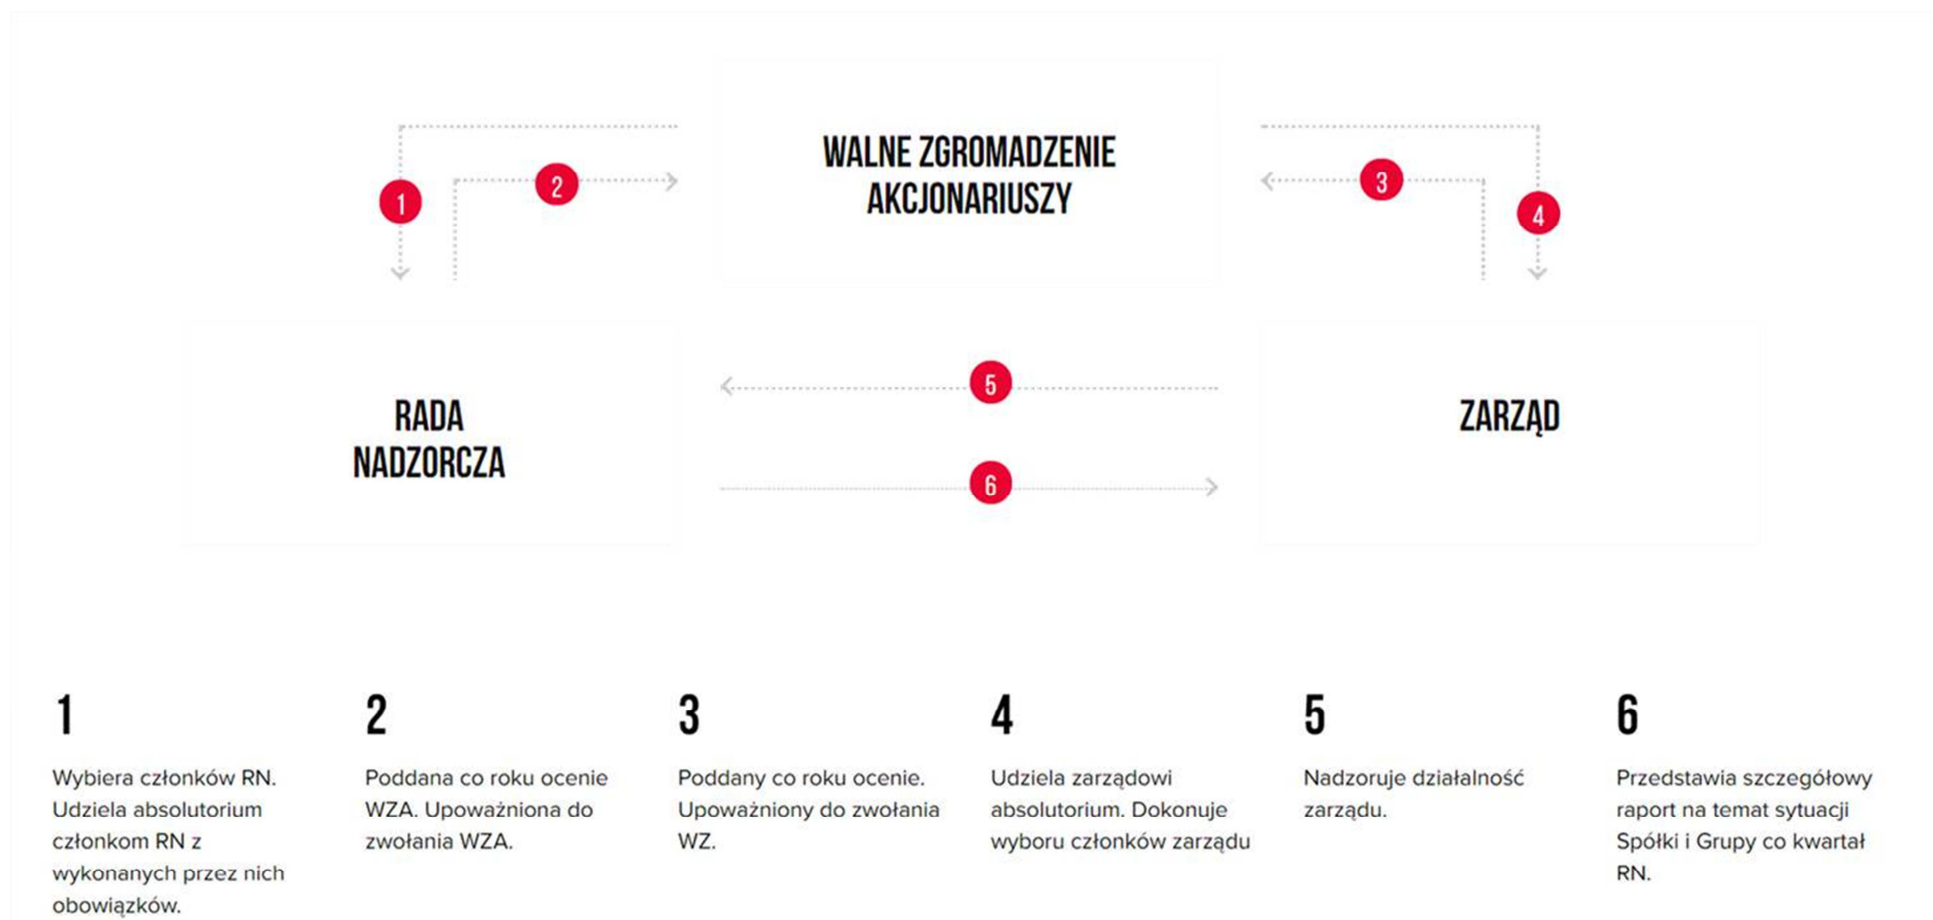 WALNE ZGROMADZENIE
AKCJONARIUSZY
1
2
3
4
RADA
NADZORCZA
5
6
ZARZĄD
1
Wybiera członków RN.
Udziela absolutorium
członkom RN z
wykonanych przez nich
obowiązków.
2
Poddana co roku ocenie
WZA. Upoważniona do
zwołania WZA.
3
Poddany co roku ocenie.
Upoważniony do zwołania
WZ.
4
Udziela zarządowi
absolutorium. Dokonuje
wyboru członków zarządu
5
Nadzoruje działalność
zarządu.
6
Przedstawia szczegółowy
raport na temat sytuacji
Spółki i Grupy co kwartał
RN.